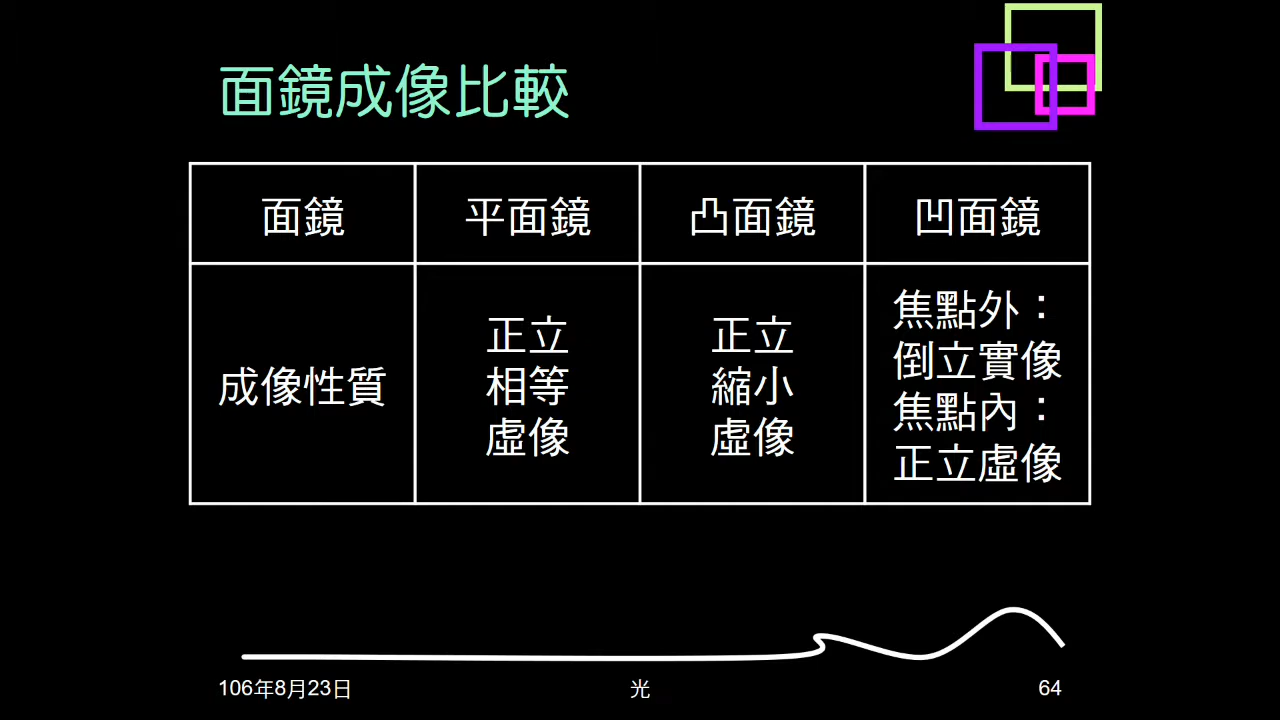 面鏡成像比較
面鏡
平面鏡
凸面鏡
凹面鏡
成像性質
正立
相等
虛像
正立
縮小
虛像
焦點外：
倒立實像
焦點內：
正立虛像
106年8月23日
光
64